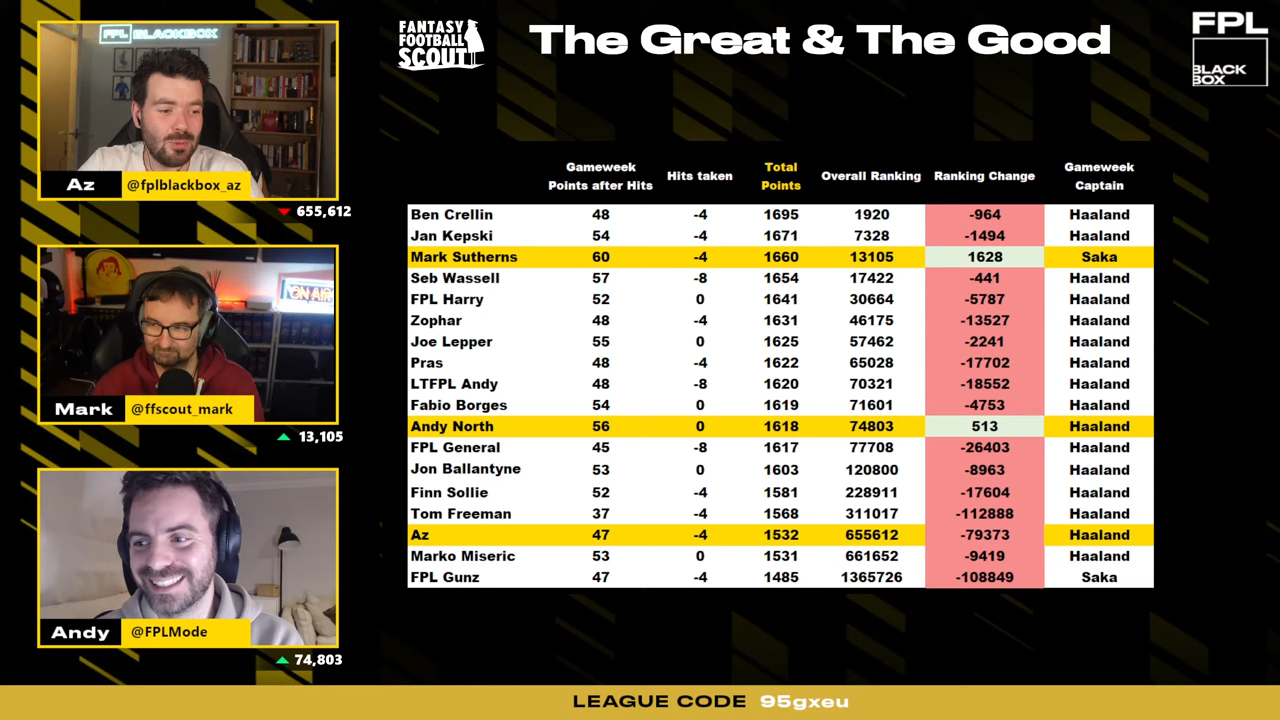 FPL BLACKBOX
Az @fplblackbox_az
655,612
ON AIR
Mark @ffscout_mark
13,105
Andy @FPLMode
74,803
FANTASY
FOOTBALL
SCOUT
The Great & The Good
FPL
BLACK
BOX
Gameweek Points after Hits Hits taken Total Points Overall Ranking Ranking Change Gameweek Captain
Ben Crellin 48 -4 1695 1920 -964 Haaland
Jan Kepski 54 -4 1671 7328 -1494 Haaland
Mark Sutherns 60 -4 1660 13105 1628 Saka
Seb Wassell 57 -8 1654 17422 -441 Haaland
FPL Harry 52 0 1641 30664 -5787 Haaland
Zophar 48 -4 1631 46175 -13527 Haaland
Joe Lepper 55 0 1625 57462 -2241 Haaland
Pras 48 -4 1622 65028 -17702 Haaland
LTFPL Andy 48 -8 1620 70321 -18552 Haaland
Fabio Borges 54 0 1619 71601 -4753 Haaland
Andy North 56 0 1618 74803 513 Haaland
FPL General 45 -8 1617 77708 -26403 Haaland
Jon Ballantyne 53 0 1603 120800 -8963 Haaland
Finn Sollie 52 -4 1581 228911 -17604 Haaland
Tom Freeman 37 -4 1568 311017 -112888 Haaland
Az 47 -4 1532 655612 -79373 Haaland
Marko Miseric 53 0 1531 661652 -9419 Haaland
FPL Gunz 47 -4 1485 1365726 -108849 Saka
LEAGUE CODE 95gxeu